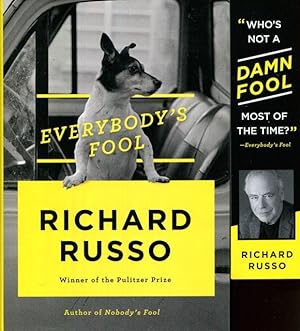 EVERYBODY'S
FOOL
RICHARD
RUSSO
Winner of the Pulitzer Prize
Author of Nobody's Fool
"WHO'S
NOT A
DAMN
FOOL
MOST OF
THE TIME?"
—Everybody's Fool
RICHARD
RUSSO